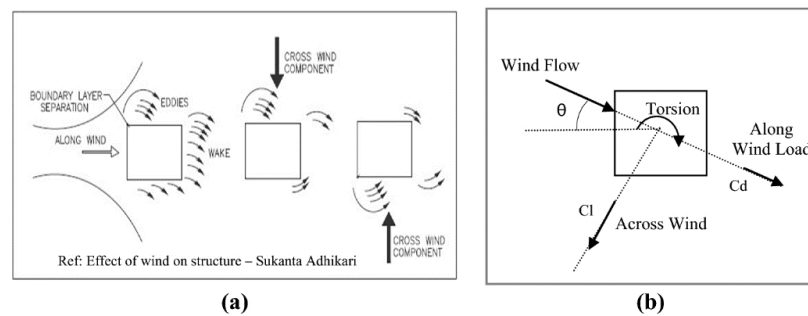 CROSS WIND
COMPONENT
BOUNDARY LAYER
SEPARATION
EDDIES
ALONG WIND
WAKE
CROSS WIND
COMPONENT
Ref: Effect of wind on structure – Sukanta Adhikari
(a)
Wind Flow
θ
Torsion
Along
Wind Load
Cd
Cl
Across Wind
(b)